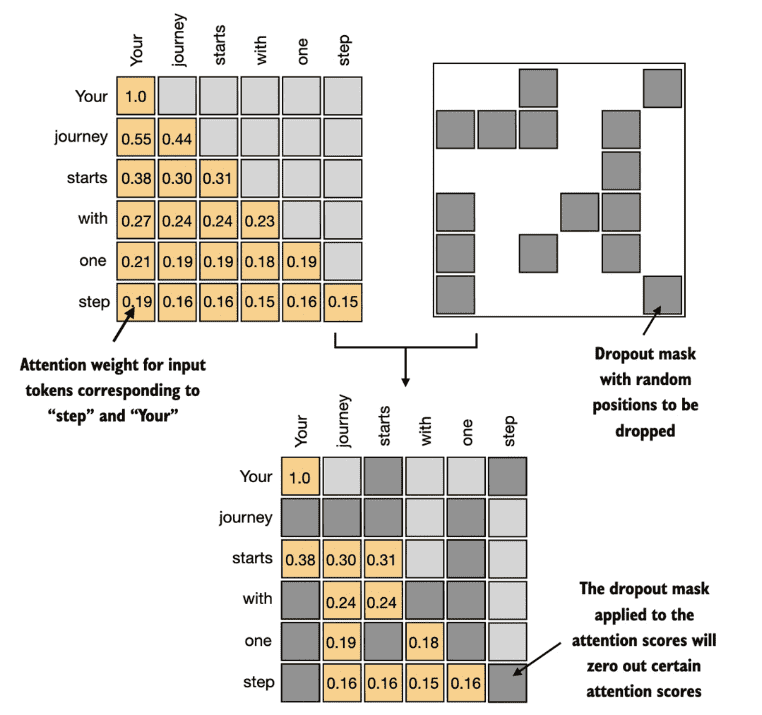 Your journey starts with one step
Your 1.0
journey 0.55 0.44
starts 0.38 0.30 0.31
with 0.27 0.24 0.24 0.23
one 0.21 0.19 0.19 0.18 0.19
step 0.19 0.16 0.16 0.15 0.16 0.15
Attention weight for input
tokens corresponding to
“step” and “Your”
Dropout mask
with random
positions to be
dropped
Your journey starts with one step
Your 1.0
journey
starts 0.38 0.30 0.31
with 0.24 0.24
one 0.19 0.18
step 0.16 0.16 0.15 0.16
The dropout mask
applied to the
attention scores will
zero out certain
attention scores